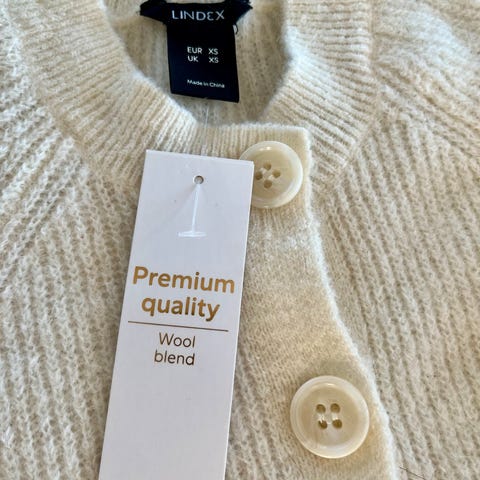 LINDEX
EUR XS
UK XS
Made in China
Premium
quality
Wool
blend